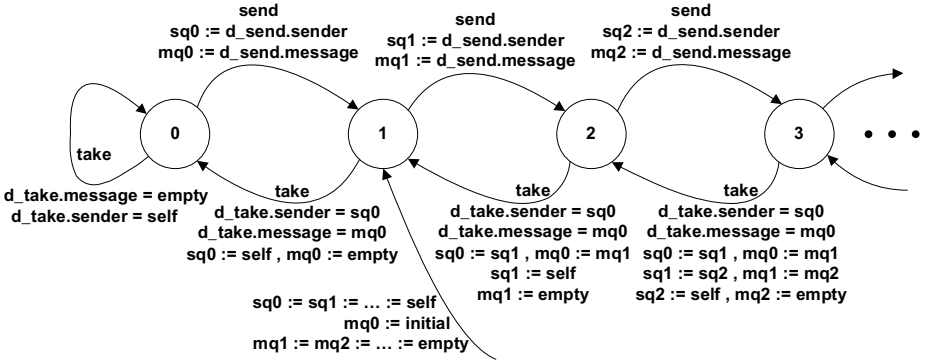 send
sq0 := d_send.sender
mq0 := d_send.message
send
sq1 := d_send.sender
mq1 := d_send.message
send
sq2 := d_send.sender
mq2 := d_send.message
0
1
2
3
• • •
take
d_take.message = empty
d_take.sender = self
take
d_take.sender = sq0
d_take.message = mq0
sq0 := self , mq0 := empty
take
d_take.sender = sq0
d_take.message = mq0
sq0 := sq1 , mq0 := mq1
sq1 := self
mq1 := empty
take
d_take.sender = sq0
d_take.message = mq0
sq0 := sq1 , mq0 := mq1
sq1 := sq2 , mq1 := mq2
sq2 := self , mq2 := empty
sq0 := sq1 := … := self
mq0 := initial
mq1 := mq2 := … := empty